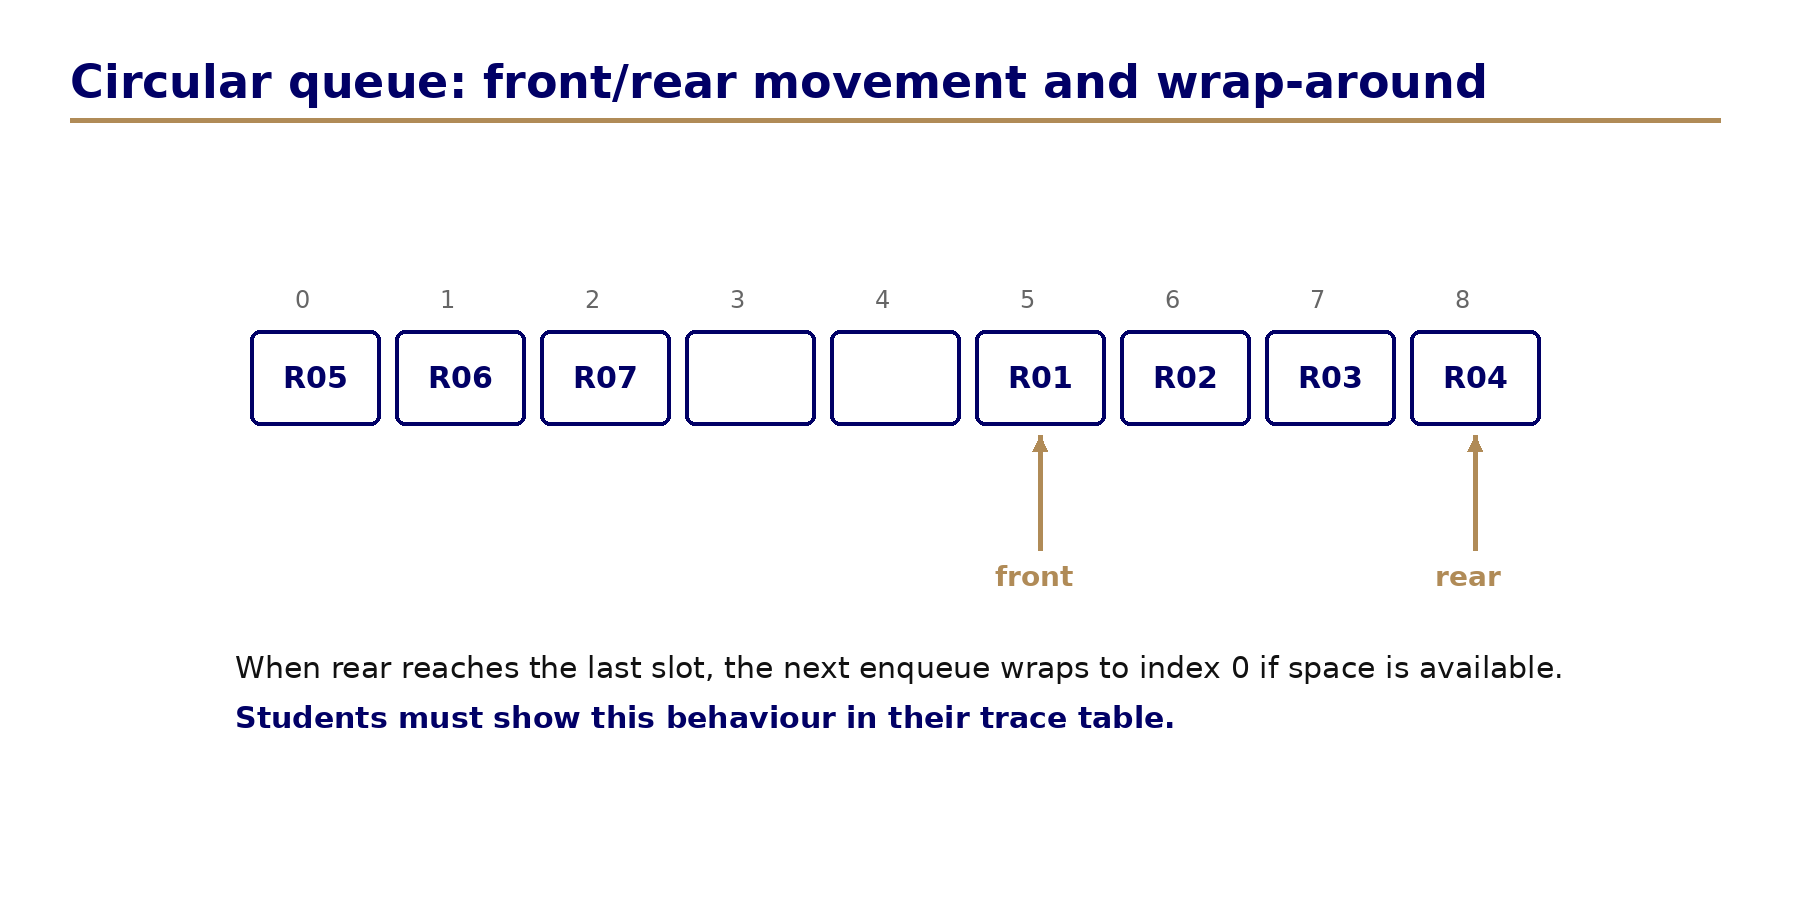 Circular queue: front/rear movement and wrap-around
0 1 2 3 4 5 6 7 8
R05 R06 R07 R01 R02 R03 R04
front rear
When rear reaches the last slot, the next enqueue wraps to index 0 if space is available.
Students must show this behaviour in their trace table.